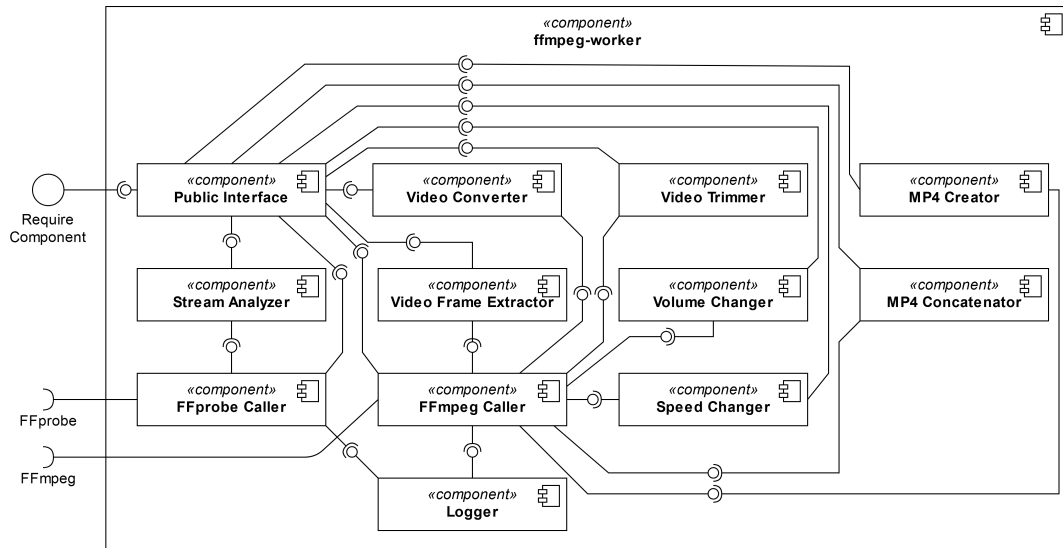 «component»
ffmpeg-worker
«component»
Public Interface
«component»
Video Converter
«component»
Video Trimmer
«component»
MP4 Creator
Require
Component
«component»
Stream Analyzer
«component»
Video Frame Extractor
«component»
Volume Changer
«component»
MP4 Concatenator
«component»
FFprobe Caller
«component»
FFmpeg Caller
«component»
Speed Changer
FFprobe
FFmpeg
«component»
Logger